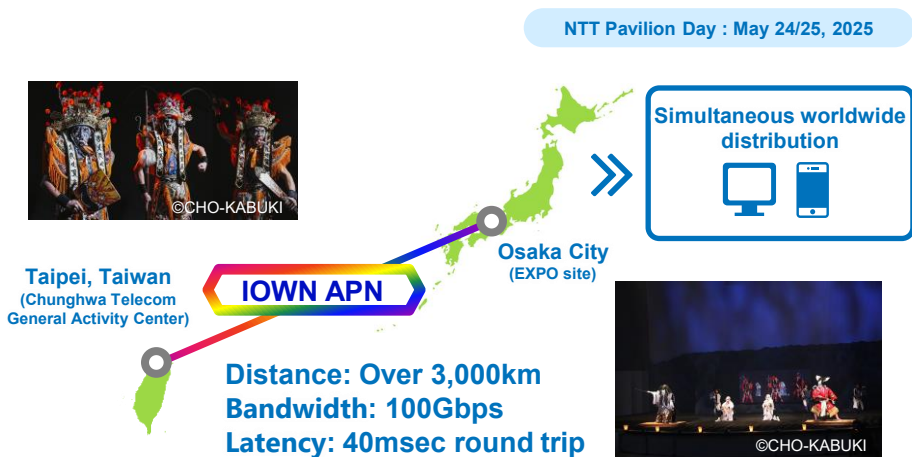 NTT Pavilion Day : May 24/25, 2025
©CHO-KABUKI
Simultaneous worldwide
distribution
Osaka City
(EXPO site)
Taipei, Taiwan
(Chunghwa Telecom
General Activity Center)
IOWN APN
Distance: Over 3,000km
Bandwidth: 100Gbps
Latency: 40msec round trip
©CHO-KABUKI